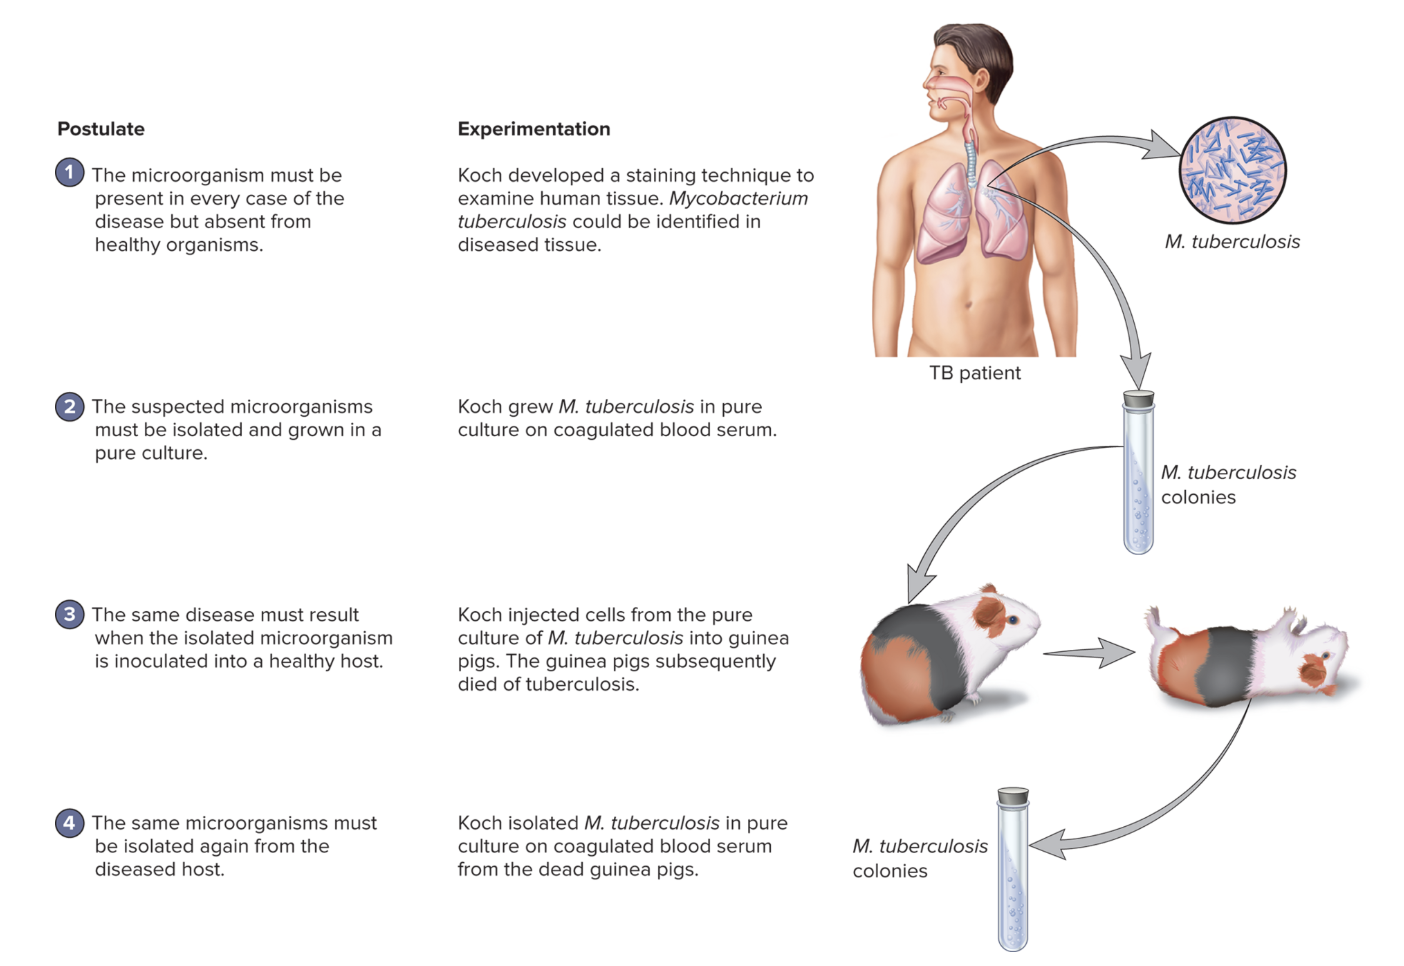 Postulate
Experimentation
1 The microorganism must be
present in every case of the
disease but absent from
healthy organisms.
Koch developed a staining technique to
examine human tissue. Mycobacterium
tuberculosis could be identified in
diseased tissue.
M. tuberculosis
TB patient
2 The suspected microorganisms
must be isolated and grown in a
pure culture.
Koch grew M. tuberculosis in pure
culture on coagulated blood serum.
M. tuberculosis
colonies
3 The same disease must result
when the isolated microorganism
is inoculated into a healthy host.
Koch injected cells from the pure
culture of M. tuberculosis into guinea
pigs. The guinea pigs subsequently
died of tuberculosis.
4 The same microorganisms must
be isolated again from the
diseased host.
Koch isolated M. tuberculosis in pure
culture on coagulated blood serum
from the dead guinea pigs.
M. tuberculosis
colonies